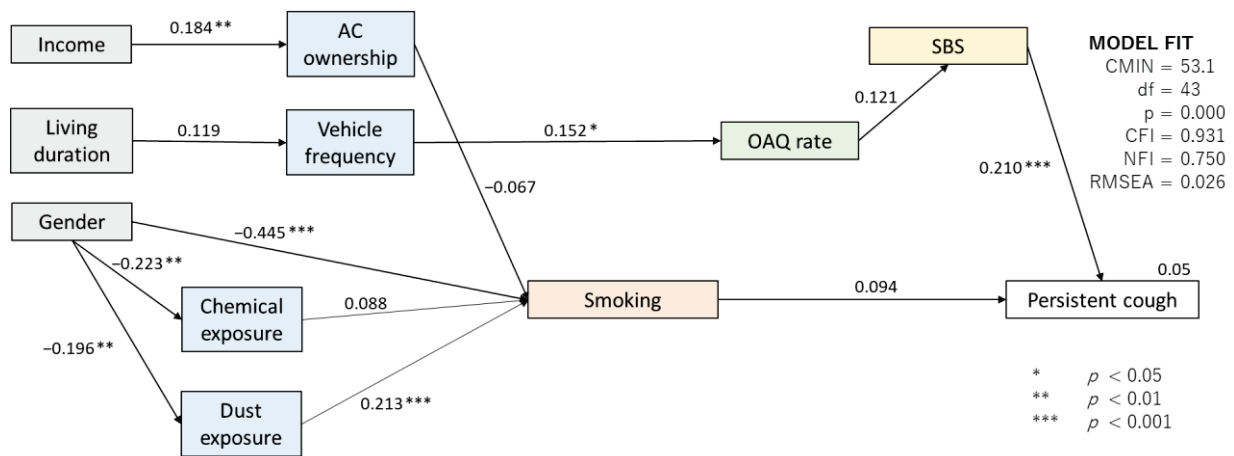 Income
0.184 **
AC
ownership
SBS
MODEL FIT
CMIN = 53.1
df = 43
p = 0.000
CFI = 0.931
NFI = 0.750
RMSEA = 0.026
Living
duration
0.119
Vehicle
frequency
0.152 *
OAQ rate
0.121
0.210 ***
−0.067
Gender
−0.445 ***
−0.223 **
Chemical
exposure
0.088
Smoking
0.094
0.05
Persistent cough
−0.196 **
Dust
exposure
0.213 ***
* p < 0.05
** p < 0.01
*** p < 0.001